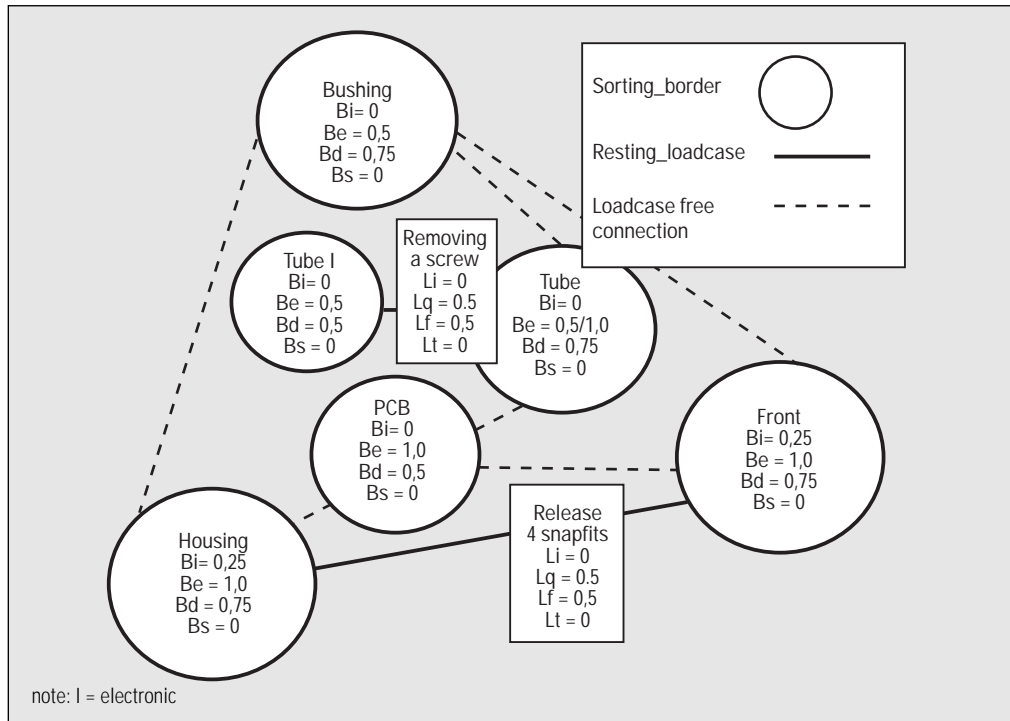 Bushing
Bi= 0
Be = 0,5
Bd = 0,75
Bs = 0
Sorting_border
Resting_loadcase
Loadcase free
connection
Tube I
Bi= 0
Be = 0,5
Bd = 0,5
Bs = 0
Removing
a screw
Li = 0
Lq = 0.5
Lf = 0,5
Lt = 0
Tube
Bi = 0
Be = 0,5/1,0
Bd = 0,75
Bs = 0
PCB
Bi = 0
Be = 1,0
Bd = 0,5
Bs = 0
Front
Bi= 0,25
Be = 1,0
Bd = 0,75
Bs = 0
Housing
Bi= 0,25
Be = 1,0
Bd = 0,75
Bs = 0
Release
4 snapfits
Li = 0
Lq = 0.5
Lf = 0,5
Lt = 0
note: I = electronic